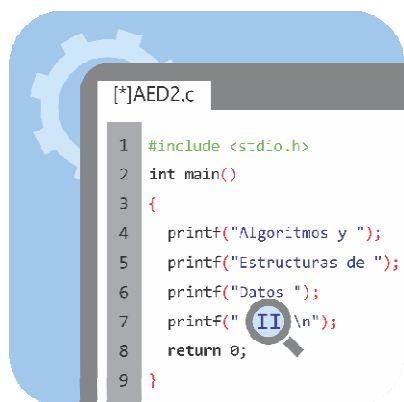 [*]AED2.c
1 #include <stdio.h>
2 int main()
3 {
4 printf("Algoritmos y ");
5 printf("Estructuras de ");
6 printf("Datos ");
7 printf(" II \n");
8 return 0;
9 }